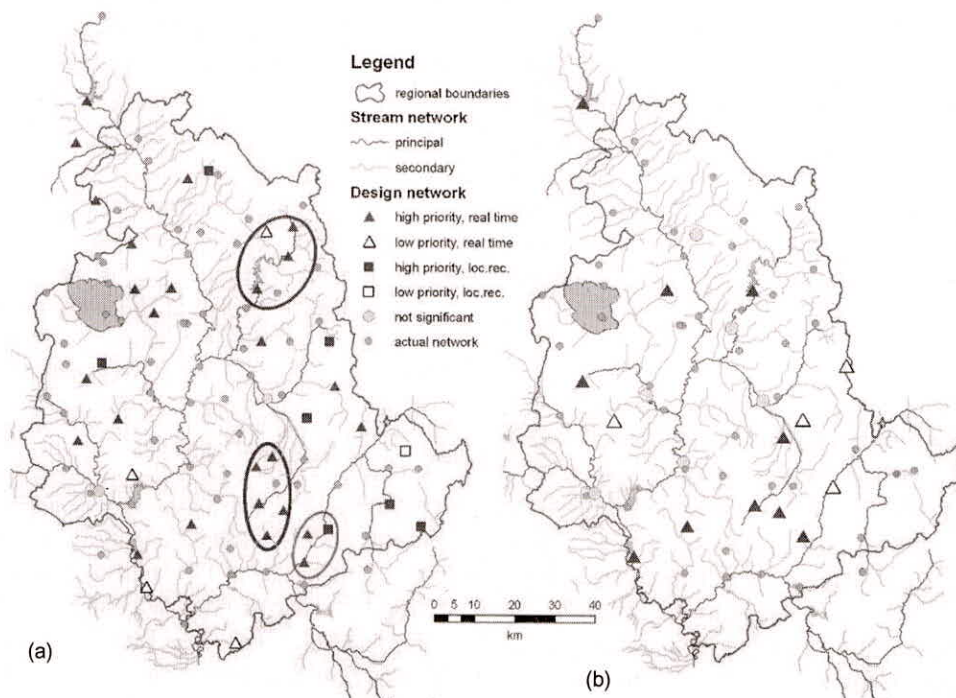 Legend
regional boundaries
Stream network
principal
secondary
Design network
high priority, real time
low priority, real time
high priority, loc.rec.
low priority, loc.rec.
not significant
actual network
0 5 10 20 30 40
km
(a)
(b)